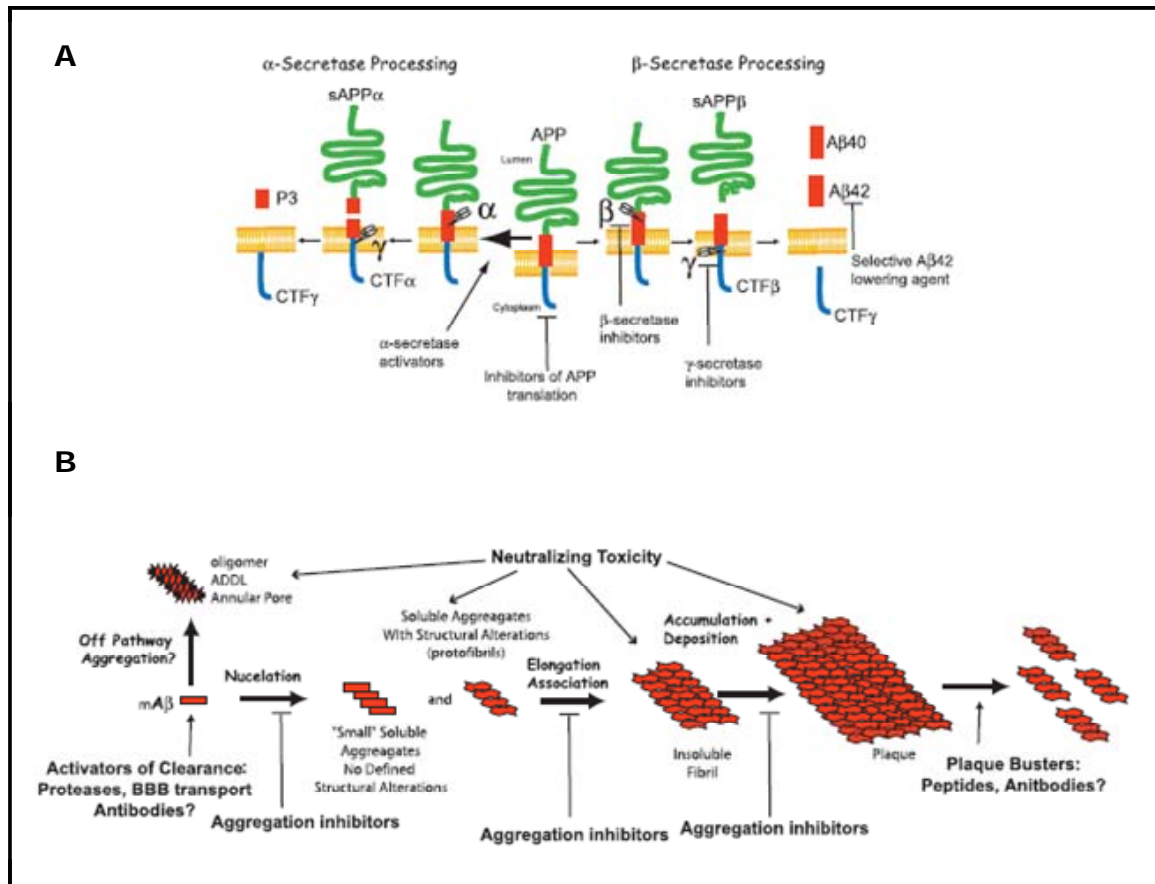 A
α-Secretase Processing
β-Secretase Processing
sAPPα
sAPPβ
APP
Lumen
Aβ40
Aβ42
P3
α
β
γ
γ
CTFγ
CTFα
Cytoplasm
CTFβ
CTFγ
Selective Aβ42
lowering agent
α-secretase
activators
Inhibitors of APP
translation
β-secretase
inhibitors
γ-secretase
inhibitors
B
Neutralizing Toxicity
oligomer
ADDL
Annular Pore
Soluble Aggreagates
With Structural Alterations
(protofibrils)
Accumulation +
Deposition
Off Pathway
Aggregation?
Nucelation
Elongation
Association
mAβ
and
"Small" Soluble
Aggreagates
No Defined
Structural Alterations
Insoluble
Fibril
Plaque
Activators of Clearance:
Proteases, BBB transport
Antibodies?
Plaque Busters:
Peptides, Anitbodies?
Aggregation inhibitors
Aggregation inhibitors
Aggregation inhibitors